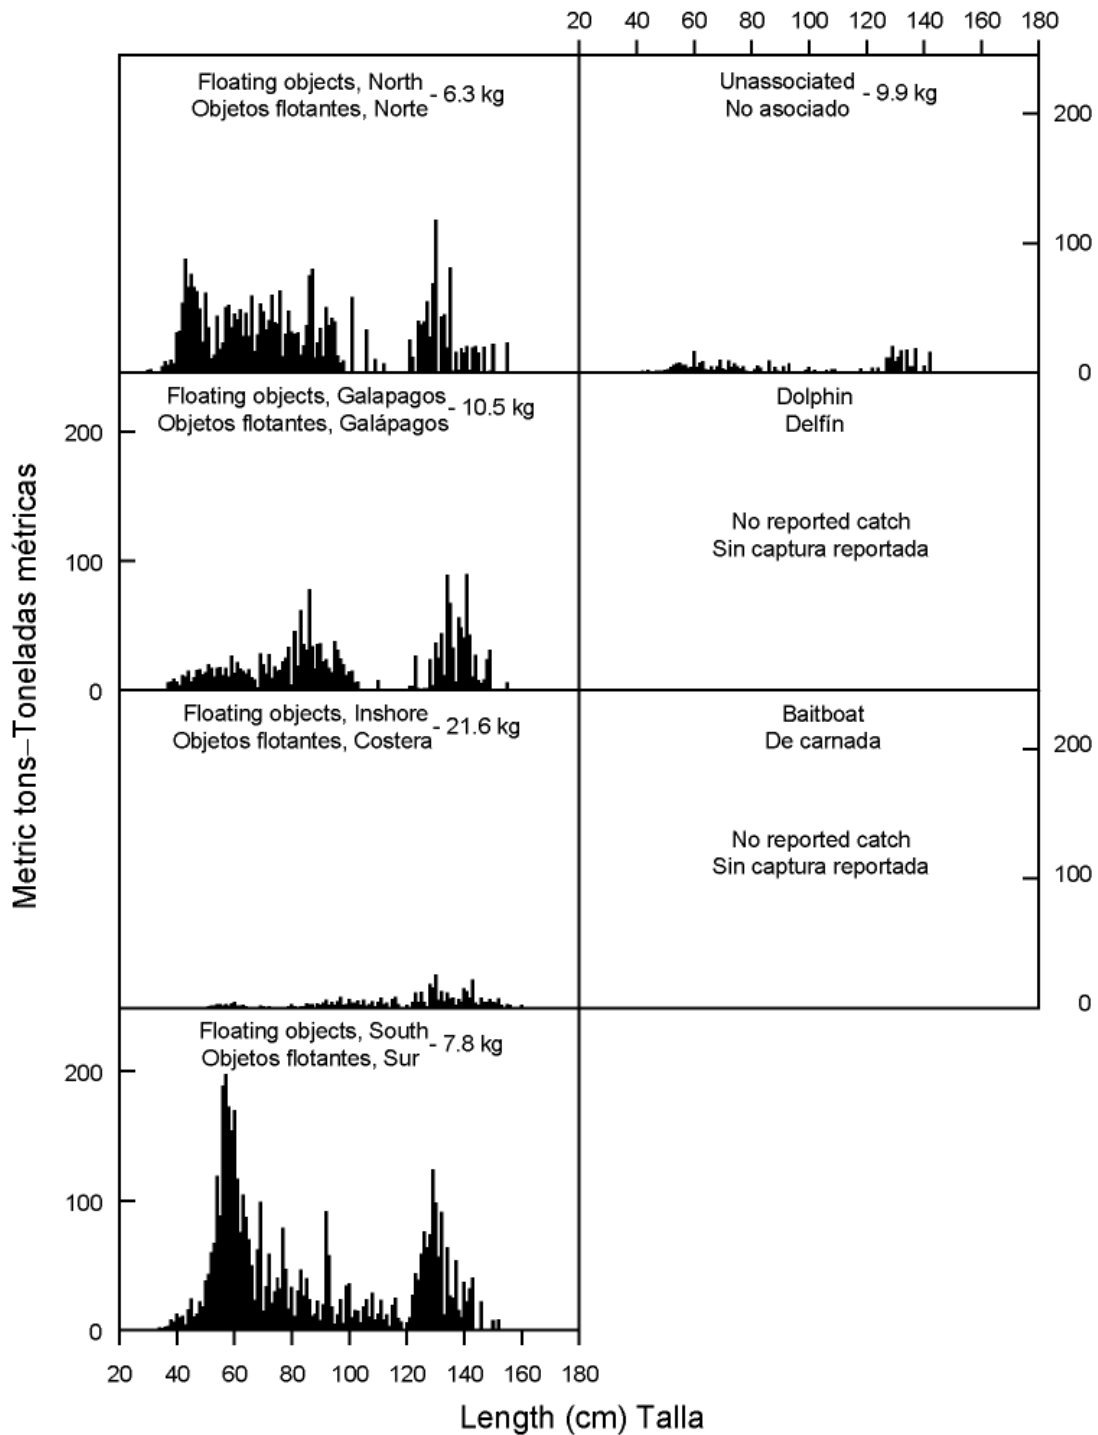 20 40 60 80 100 120 140 160 180
Floating objects, North
Objetos flotantes, Norte
- 6.3 kg
Unassociated
No asociado
- 9.9 kg
200
100
0
Floating objects, Galapagos
Objetos flotantes, Galápagos
- 10.5 kg
Dolphin
Delfín
No reported catch
Sin captura reportada
200
100
0
Floating objects, Inshore
Objetos flotantes, Costera
- 21.6 kg
Baitboat
De carnada
No reported catch
Sin captura reportada
200
100
0
Floating objects, South
Objetos flotantes, Sur
- 7.8 kg
200
100
0
Metric tons–Toneladas métricas
20 40 60 80 100 120 140 160 180
Length (cm) Talla